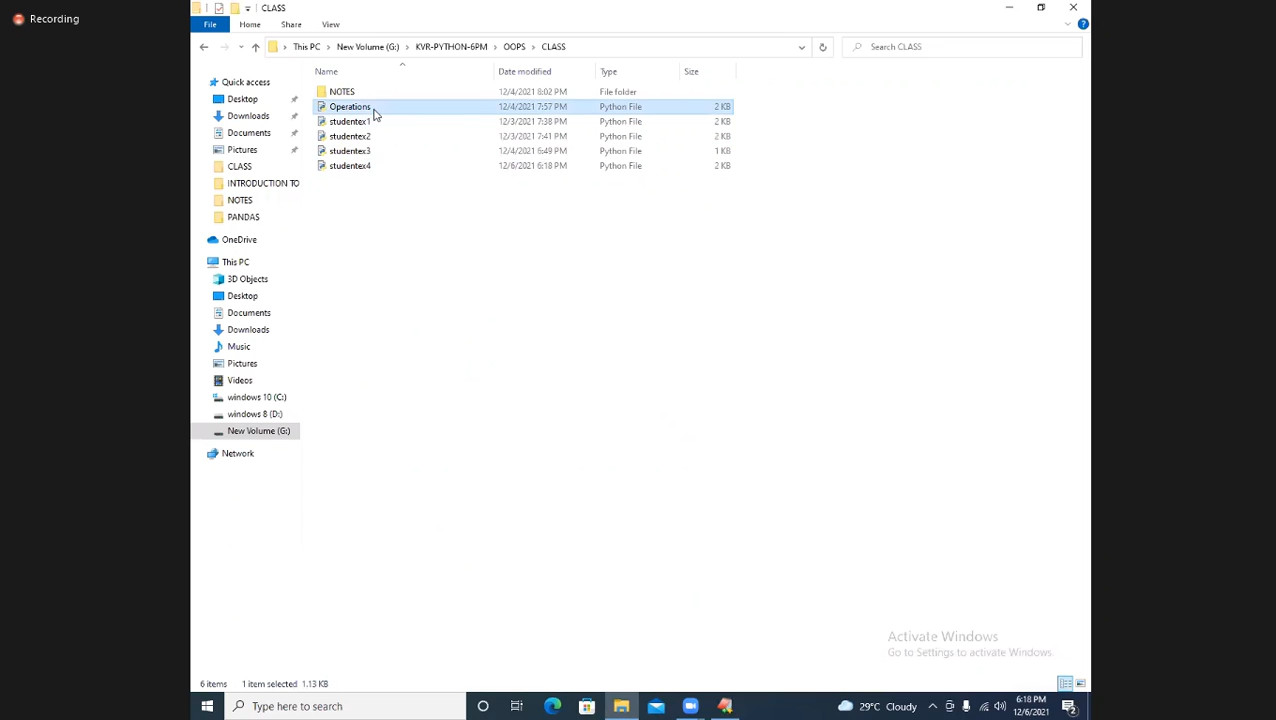 Recording
CLASS
File Home Share View
This PC New Volume (G:) KVR-PYTHON-6PM OOPS CLASS Search CLASS
Name Date modified Type Size
Quick access
Desktop
Downloads
Documents
Pictures
CLASS
INTRODUCTION TO
NOTES
PANDAS
OneDrive
This PC
3D Objects
Desktop
Documents
Downloads
Music
Pictures
Videos
windows 10 (C:)
windows 8 (D:)
New Volume (G:)
Network
NOTES 12/4/2021 8:02 PM File folder
Operations 12/4/2021 7:57 PM Python File 2 KB
studentex1 12/3/2021 7:38 PM Python File 2 KB
studentex2 12/3/2021 7:41 PM Python File 2 KB
studentex3 12/4/2021 6:49 PM Python File 1 KB
studentex4 12/6/2021 6:18 PM Python File 2 KB
Activate Windows
Go to Settings to activate Windows.
6 items 1 item selected 1.13 KB
Type here to search
29°C Cloudy
6:18 PM
12/6/2021
2